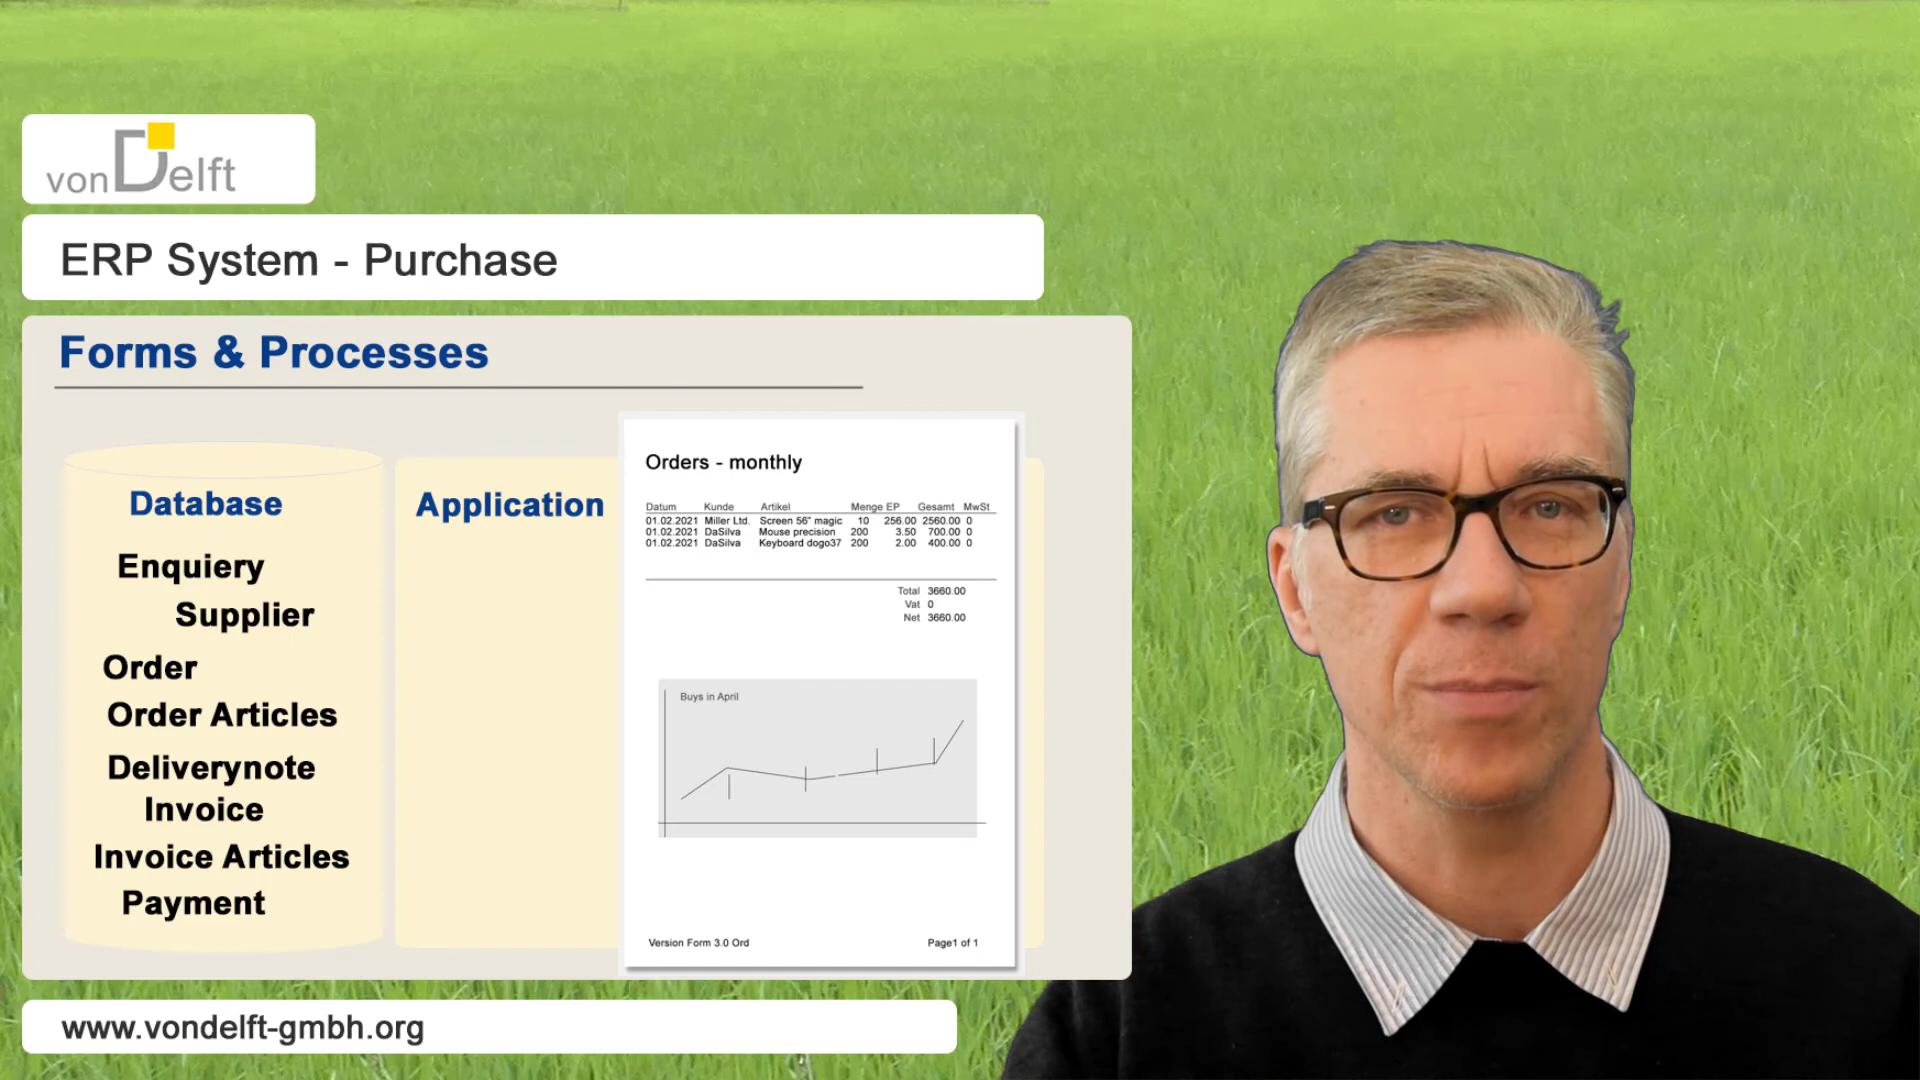 von Delft
ERP System - Purchase
Forms & Processes
Database
Enquiery
Supplier
Order
Order Articles
Deliverynote
Invoice
Invoice Articles
Payment
Application
Orders - monthly
Datum Kunde Artikel Menge EP Gesamt MwSt
01.02.2021 Miller Ltd. Screen 56" magic 10 256.00 2560.00 0
01.02.2021 DaSilva Mouse precision 200 3.50 700.00 0
01.02.2021 DaSilva Keyboard dogo37 200 2.00 400.00 0
Total 3660.00
Vat 0
Net 3660.00
Buys in April
Version Form 3.0 Ord Page1 of 1
www.vondelft-gmbh.org